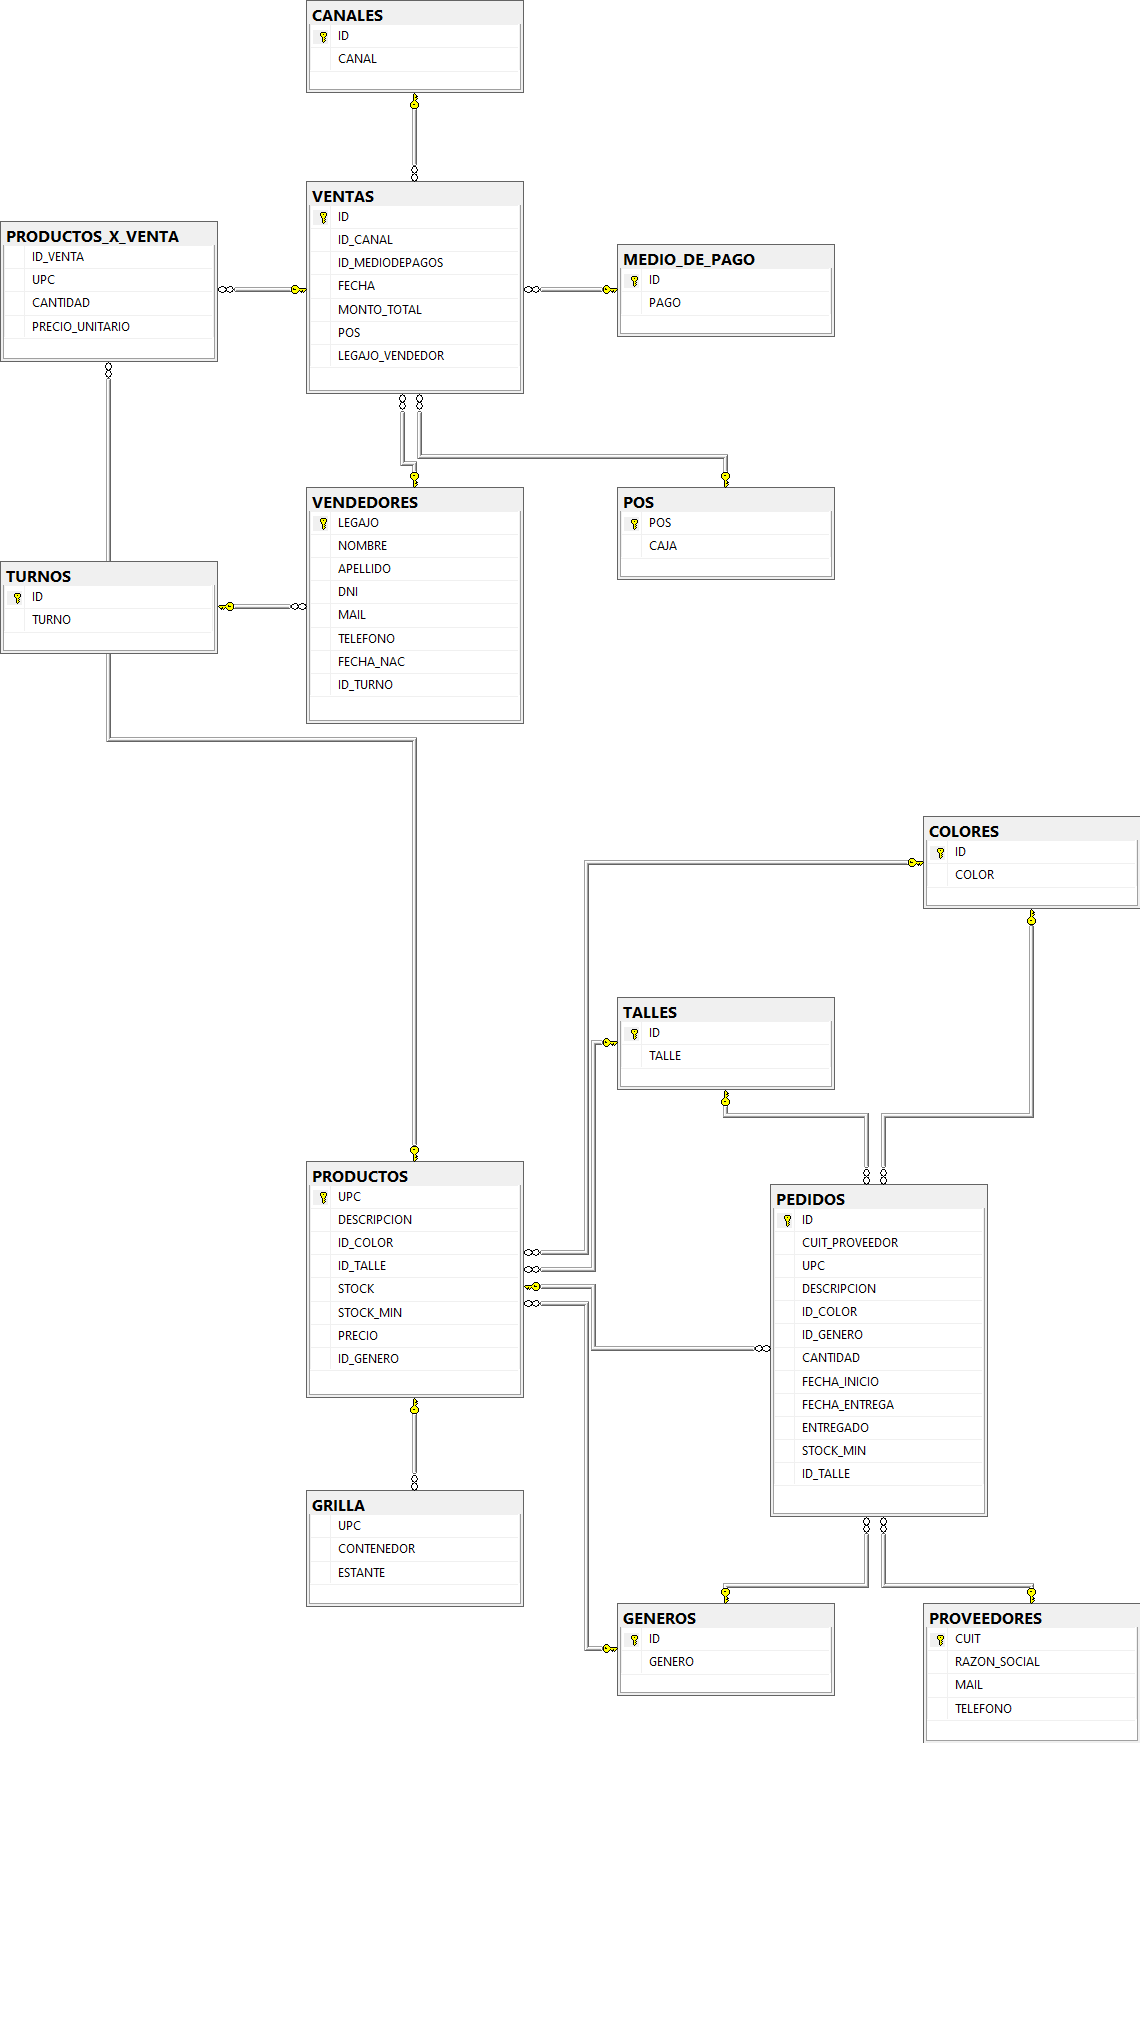 CANALES
ID
CANAL
VENTAS
ID
ID_CANAL
ID_MEDIODEPAGOS
FECHA
MONTO_TOTAL
POS
LEGAJO_VENDEDOR
PRODUCTOS_X_VENTA
ID_VENTA
UPC
CANTIDAD
PRECIO_UNITARIO
MEDIO_DE_PAGO
ID
PAGO
VENDEDORES
LEGAJO
NOMBRE
APELLIDO
DNI
MAIL
TELEFONO
FECHA_NAC
ID_TURNO
POS
POS
CAJA
TURNOS
ID
TURNO
COLORES
ID
COLOR
TALLES
ID
TALLE
PRODUCTOS
UPC
DESCRIPCION
ID_COLOR
ID_TALLE
STOCK
STOCK_MIN
PRECIO
ID_GENERO
PEDIDOS
ID
CUIT_PROVEEDOR
UPC
DESCRIPCION
ID_COLOR
ID_GENERO
CANTIDAD
FECHA_INICIO
FECHA_ENTREGA
ENTREGADO
STOCK_MIN
ID_TALLE
GRILLA
UPC
CONTENEDOR
ESTANTE
GENEROS
ID
GENERO
PROVEEDORES
CUIT
RAZON_SOCIAL
MAIL
TELEFONO